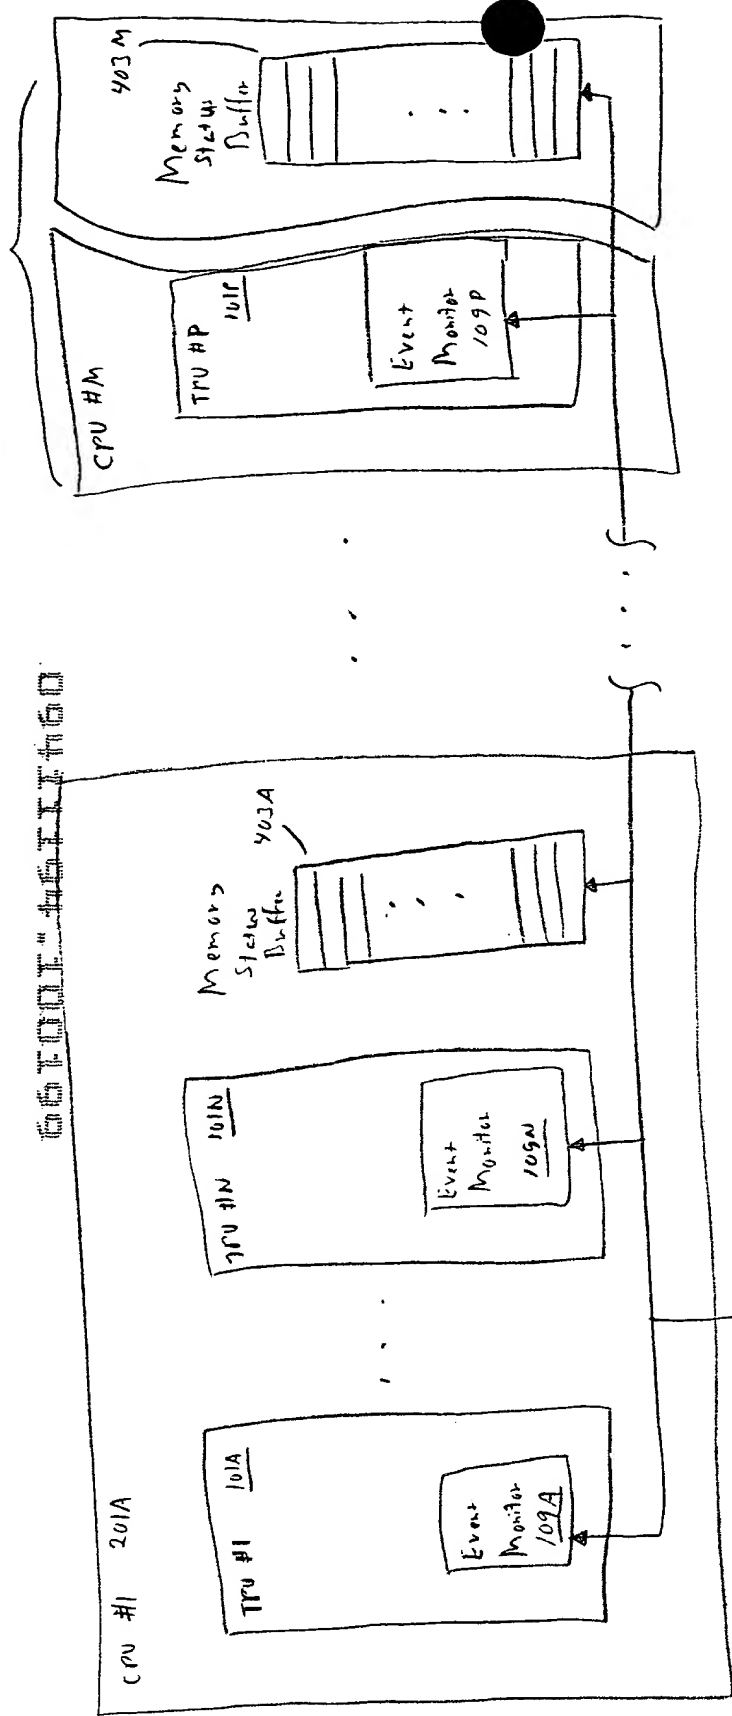 CPU #1 201A
TPU #1 101A
Event
Monitor
109A
. . .
TPU #N 101N
Event
Monitor
109N
Memory
Status
Buffer
403A
. . .
. . .
CPU #M
TPU #P
101P
Event
Monitor
109P
Memory
Status
Buffer
403M
. . .
. . .